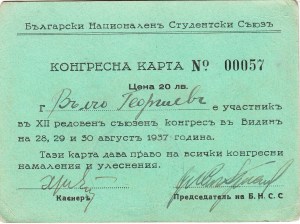 Български Националенъ Студентски Съюзъ
КОНГРЕСНА КАРТА № 00057
Цена 20 лв.
Г Вълчо Георгиевъ е участникъ
въ XII редовенъ съюзенъ конгресъ въ Видинъ на
28, 29 и 30 августъ 1937 година.
Тази карта дава право на всички конгресни
намаления и улеснения.
Касиеръ
Председатель на Б.Н.С.С